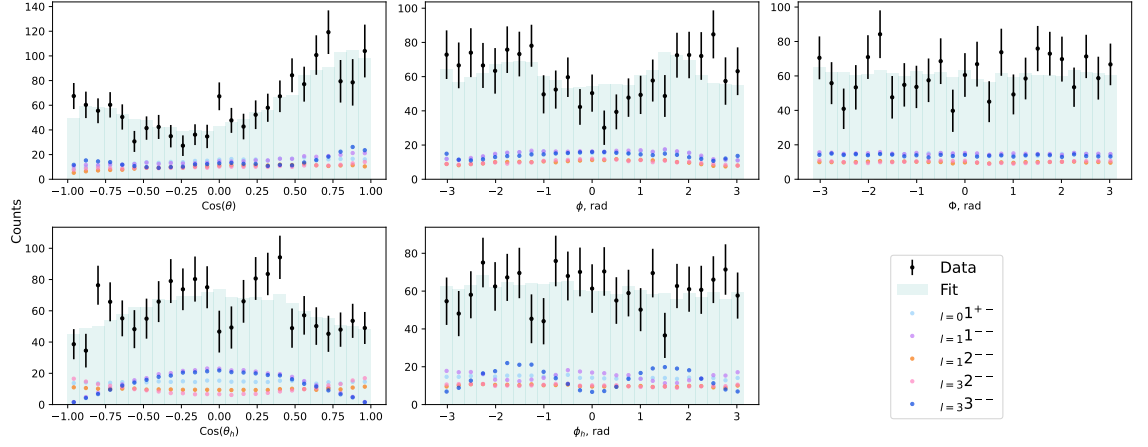 140
120
100
80
60
40
20
0
−1.00 −0.75 −0.50 −0.25 0.00 0.25 0.50 0.75 1.00
Cos(θ)
100
80
60
40
20
0
−3 −2 −1 0 1 2 3
ϕ, rad
100
80
60
40
20
0
−3 −2 −1 0 1 2 3
Φ, rad
Counts
100
80
60
40
20
0
−1.00 −0.75 −0.50 −0.25 0.00 0.25 0.50 0.75 1.00
Cos(θ_h)
80
60
40
20
0
−3 −2 −1 0 1 2 3
ϕ_h, rad
Data
Fit
l=0 1⁺⁻
l=1 1⁻⁻
l=1 2⁻⁻
l=3 2⁻⁻
l=3 3⁻⁻